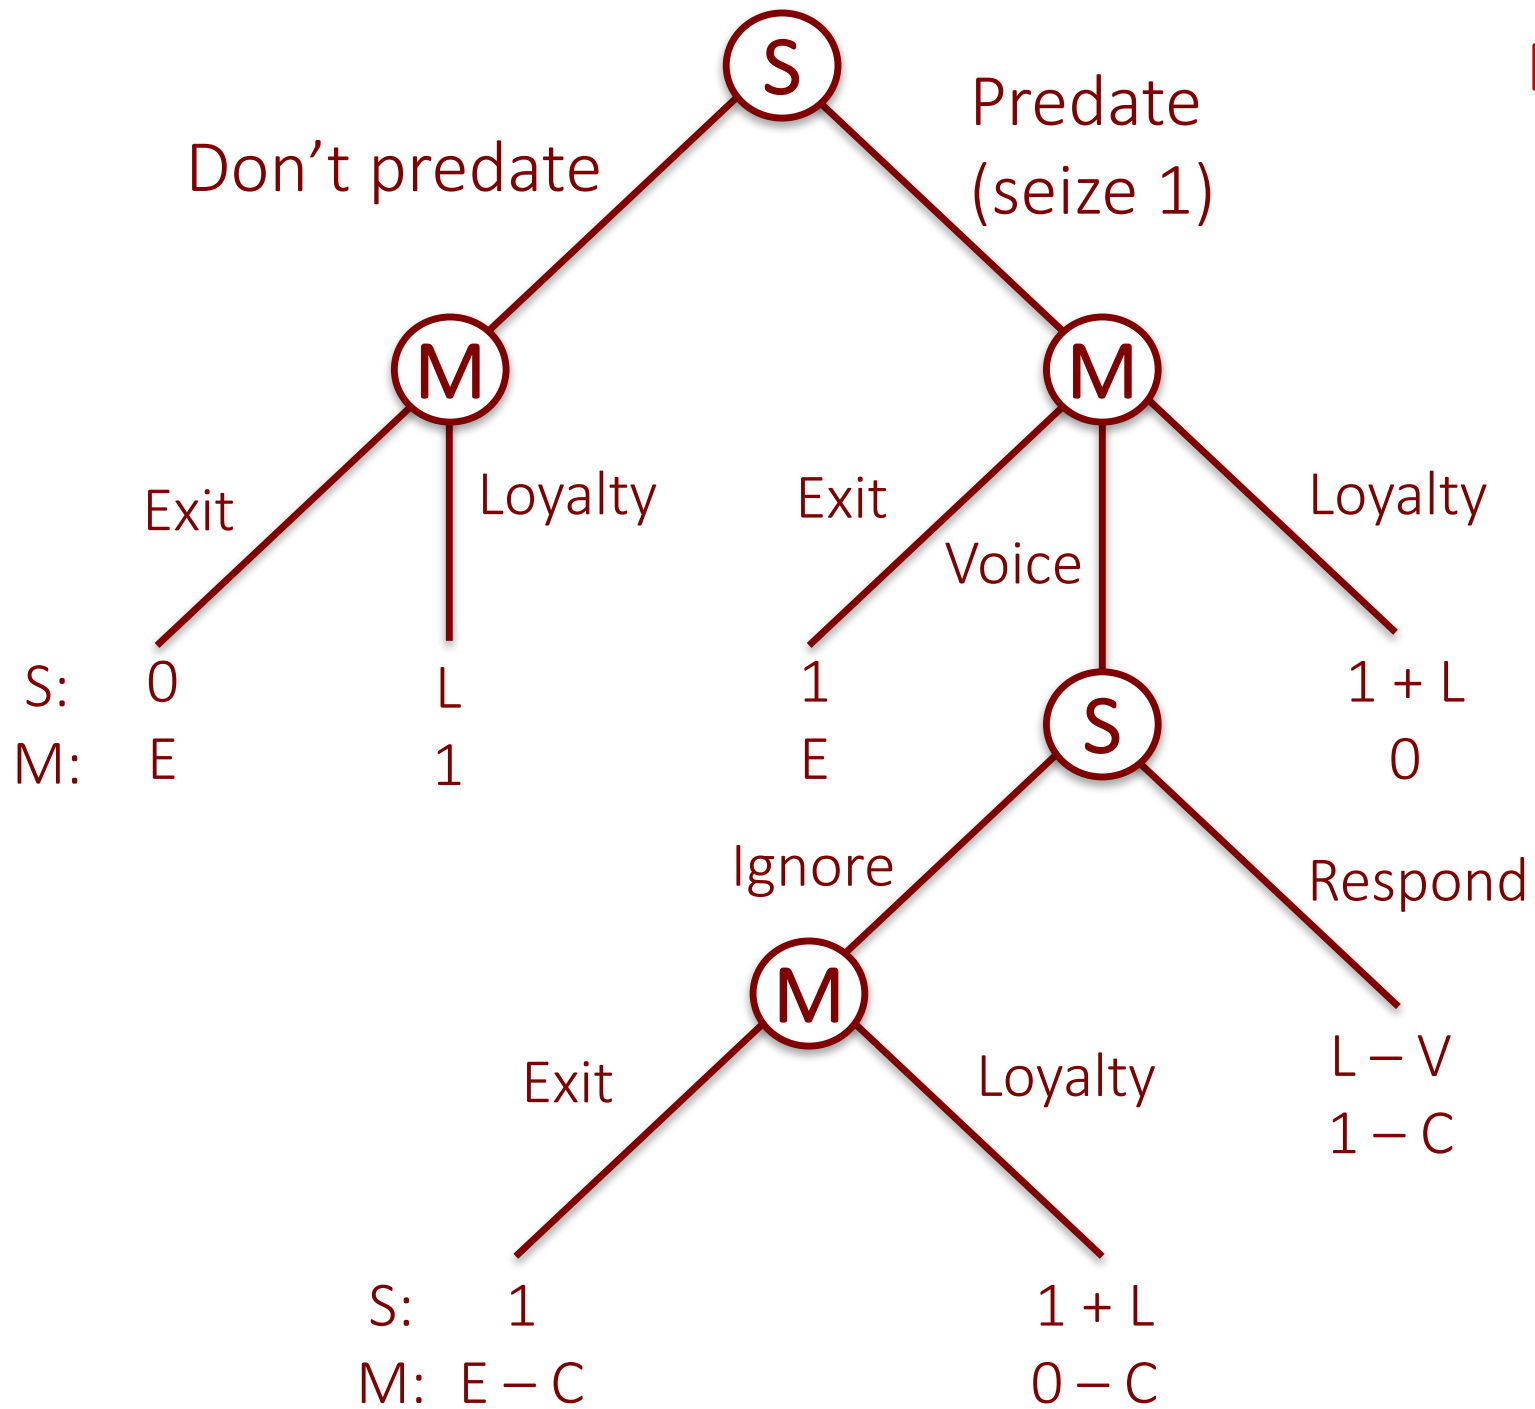 S
Predate
(seize 1)
Don’t predate
M
M
Exit
Loyalty
Exit
Voice
Loyalty
S: 0 L 1 1 + L
M: E 1 E 0
S
Ignore
Respond
M
Exit
Loyalty
L – V
1 – C
S: 1 1 + L
M: E – C 0 – C